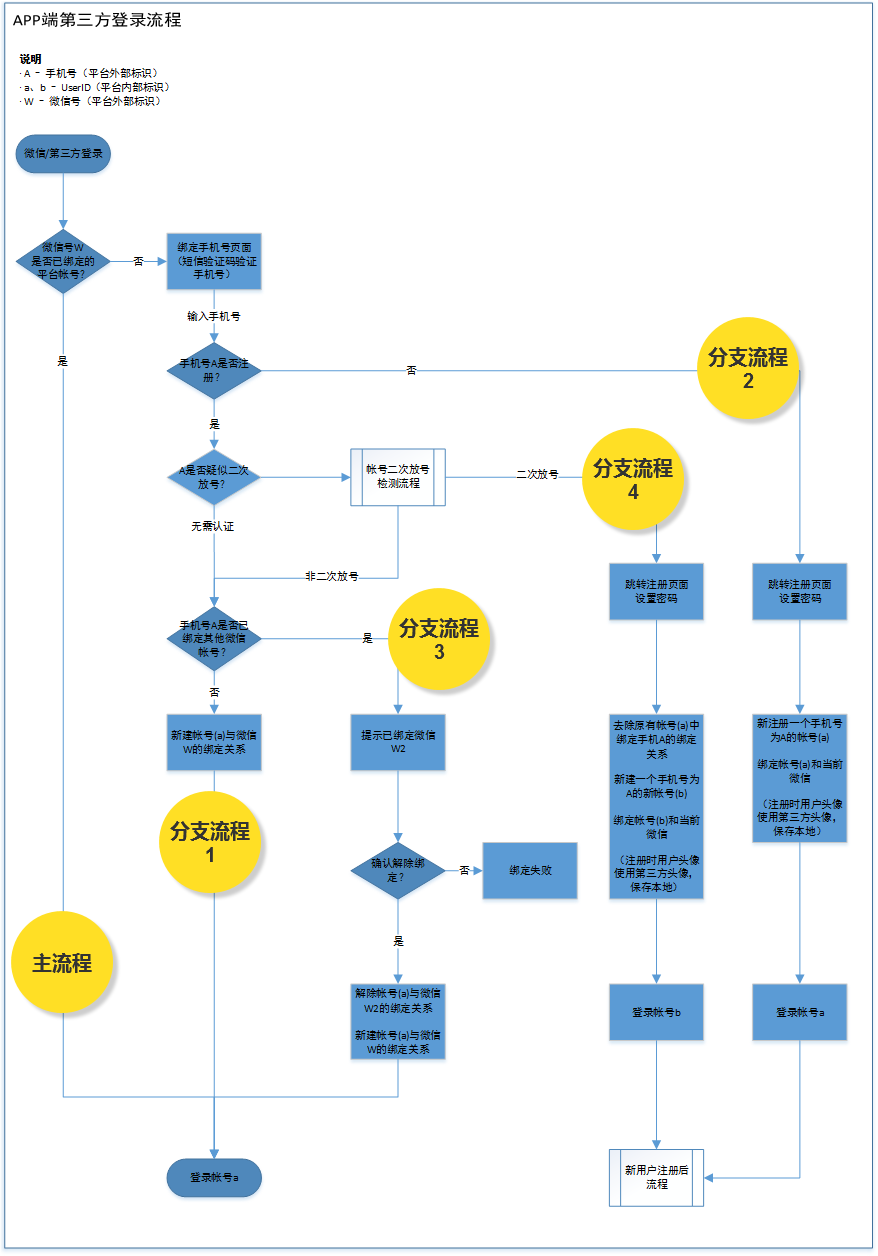 APP端第三方登录流程
说明
· A － 手机号（平台外部标识）
· a、b － UserID（平台内部标识）
· W － 微信号（平台外部标识）
微信/第三方登录
微信号W
是否已绑定的
平台帐号？
否
绑定手机号页面
（短信验证码验证
手机号）
是
输入手机号
手机号A是否注
册？
否
分支流程
2
是
A是否疑似二次
放号？
帐号二次放号
检测流程
二次放号
分支流程
4
无需认证
非二次放号
跳转注册页面
设置密码
跳转注册页面
设置密码
手机号A是否已
绑定其他微信
帐号？
是
分支流程
3
否
新建帐号(a)与微信
W的绑定关系
提示已绑定微信
W2
去除原有帐号(a)中
绑定手机A的绑定
关系
新建一个手机号为
A的新帐号(b)
绑定帐号(b)和当前
微信
（注册时用户头像
使用第三方头像，
保存本地）
新注册一个手机号
为A的帐号(a)
绑定帐号(a)和当前
微信
（注册时用户头像
使用第三方头像，
保存本地）
分支流程
1
确认解除绑
定？
否
绑定失败
是
主流程
解除帐号(a)与微信
W2的绑定关系
新建帐号(a)与微信
W的绑定关系
登录帐号b
登录帐号a
登录帐号a
新用户注册后
流程